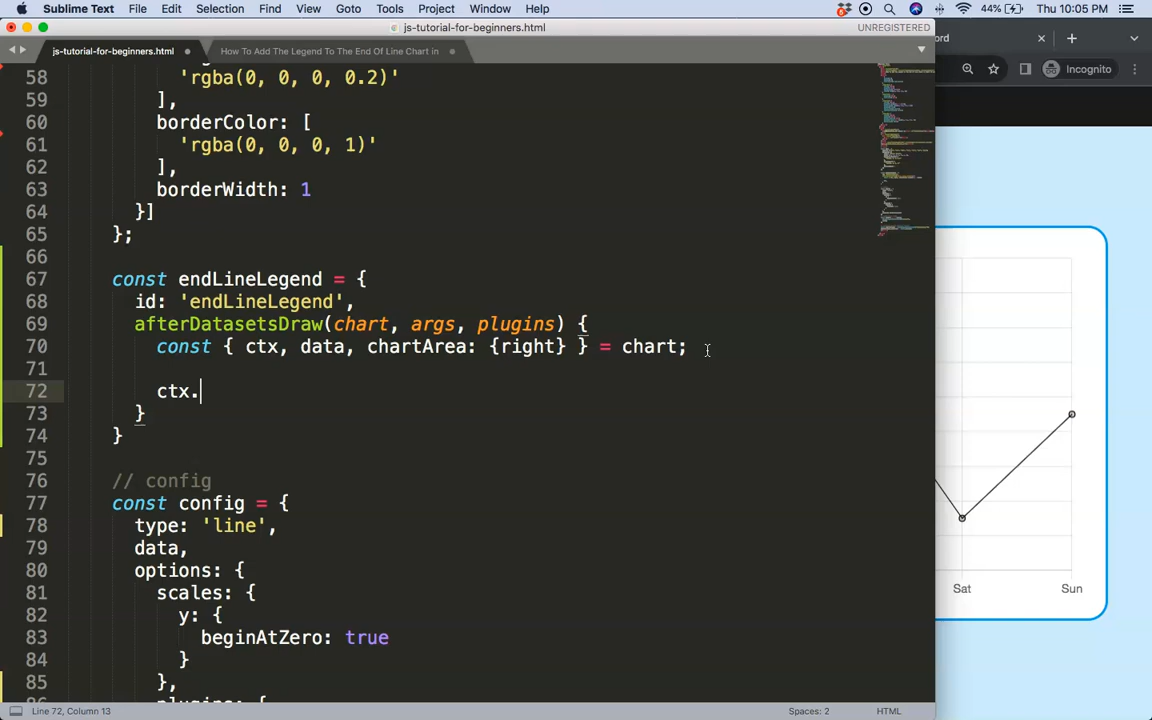 Sublime Text File Edit Selection Find View Goto Tools Project Window Help 44% Thu 10:05 PM
js-tutorial-for-beginners.html UNREGISTERED
js-tutorial-for-beginners.html How To Add The Legend To The End Of Line Chart in
Incognito
58 'rgba(0, 0, 0, 0.2)'
59 ],
60 borderColor: [
61 'rgba(0, 0, 0, 1)'
62 ],
63 borderWidth: 1
64 }]
65 };
66
67 const endLineLegend = {
68 id: 'endLineLegend',
69 afterDatasetsDraw(chart, args, plugins) {
70 const { ctx, data, chartArea: {right} } = chart;
71
72 ctx.
73 }
74 }
75
76 // config
77 const config = {
78 type: 'line',
79 data,
80 options: {
81 scales: {
82 y: {
83 beginAtZero: true
84 }
85 },
Sat Sun
Line 72, Column 13 Spaces: 2 HTML